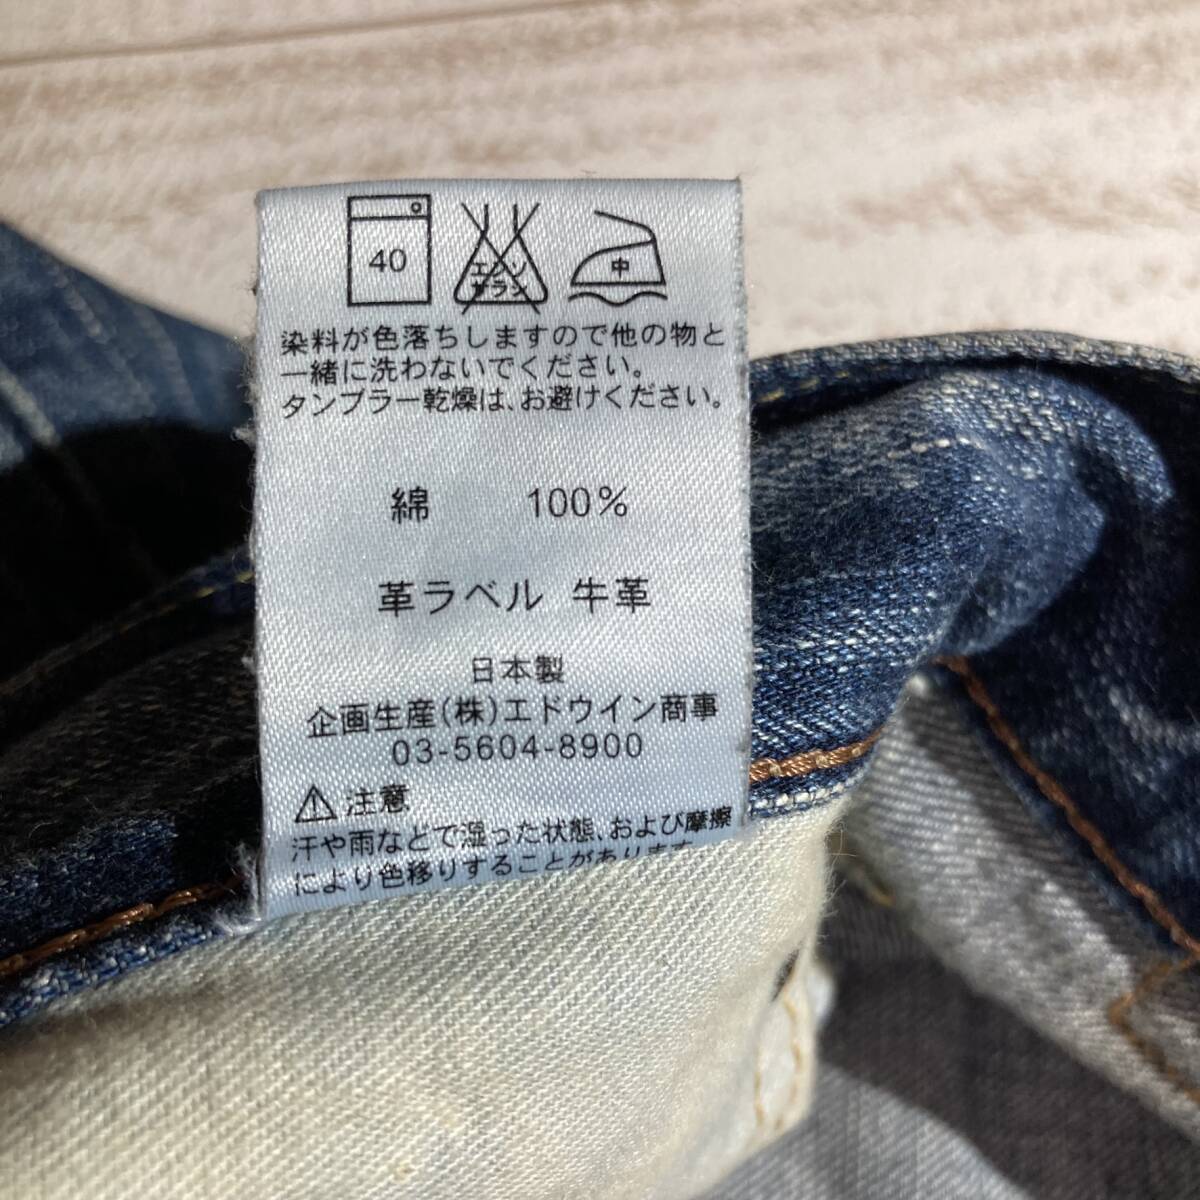 40
エンソ
サラシ
中
染料が色落ちしますので他の物と
一緒に洗わないでください。
タンブラー乾燥は、お避けください。
綿 100%
革ラベル 牛革
日本製
企画生産(株)エドウイン商事
03-5604-8900
注意
汗や雨などで湿った状態、および摩擦
により色移りすることがあります